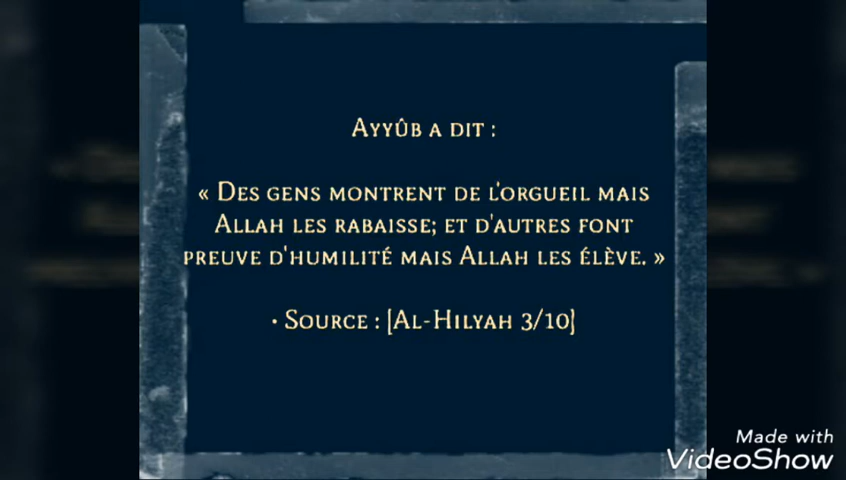 Ayyûb a dit :
« Des gens montrent de l'orgueil mais
Allah les rabaisse; et d'autres font
preuve d'humilité mais Allah les élève. »
• Source : [Al-Hilyah 3/10]
Made with
VideoShow